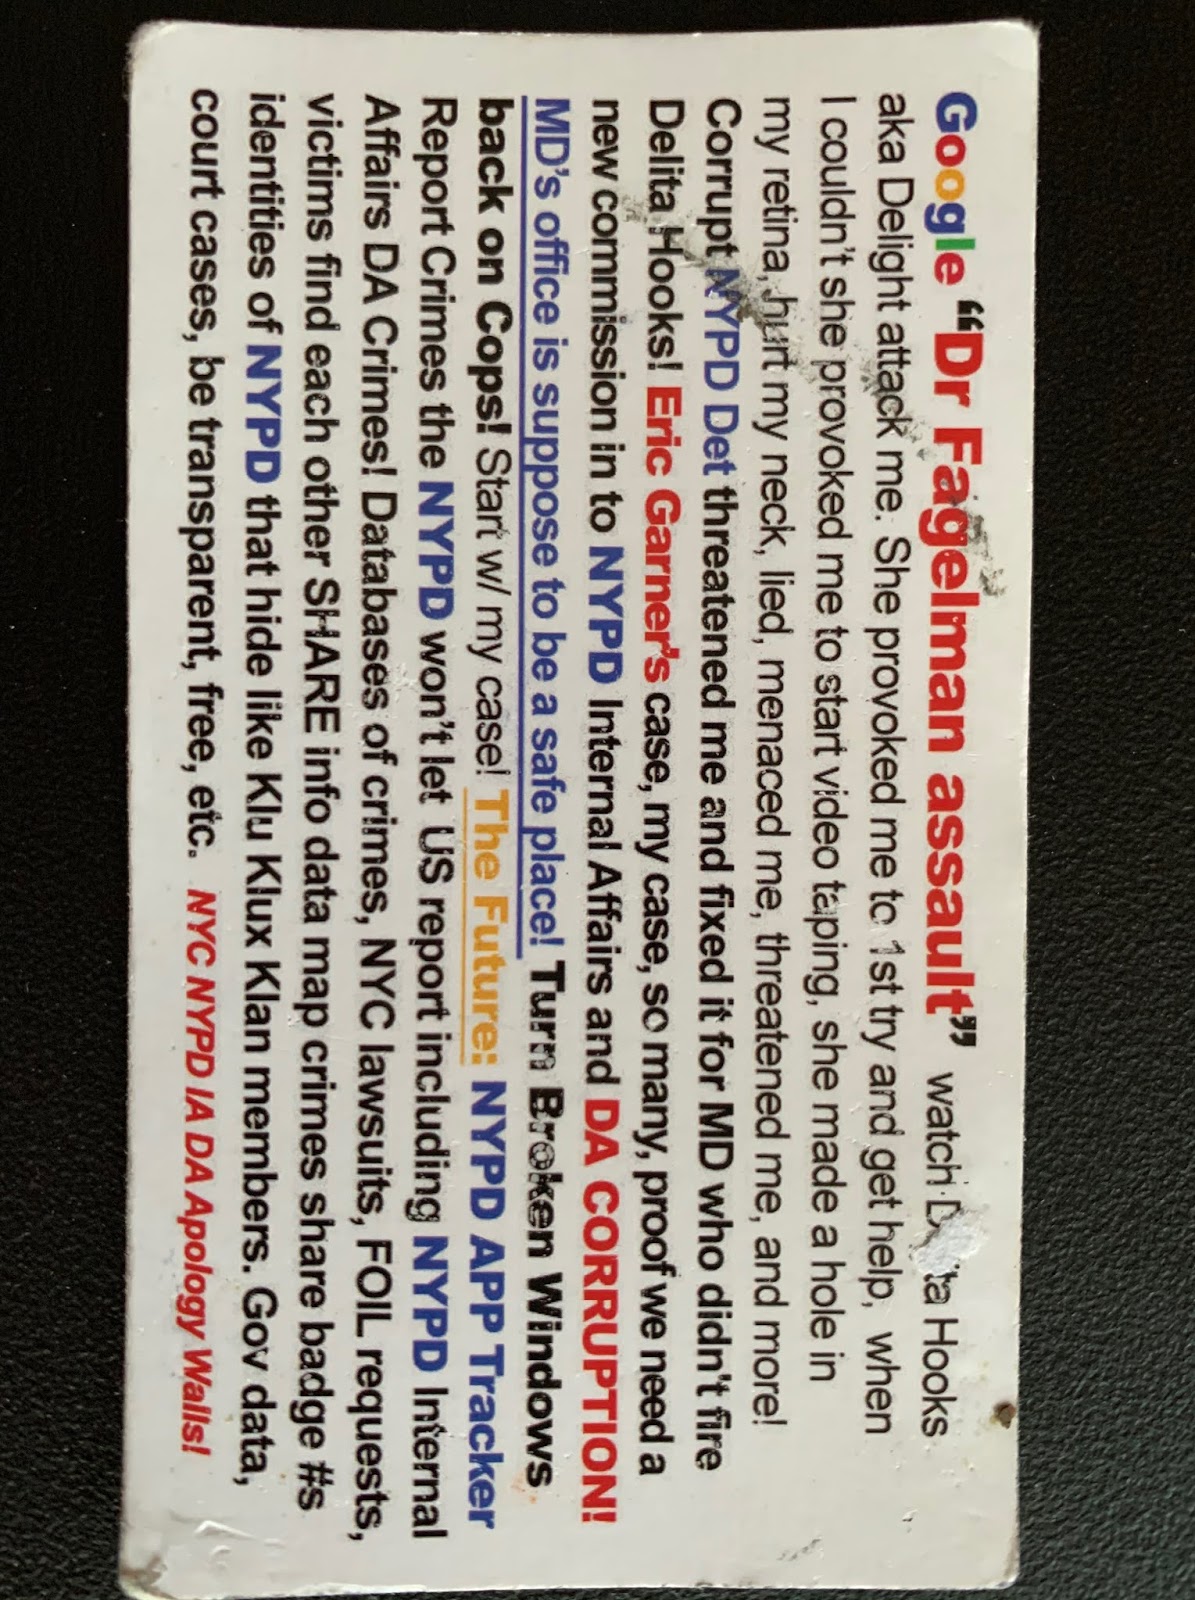 Google “Dr Fagelman assault” watch Hooks
aka Delight attack me. She provoked me to 1st try and get help, when
I couldn't she provoked me to start video taping, she made a hole in
my retina, hurt my neck, lied, menaced me, threatened me, and more!
Corrupt NYPD Det threatened me and fixed it for MD who didn't fire
Delita Hooks! Eric Garner's case, my case, so many, proof we need a
new commission in to NYPD Internal Affairs and DA CORRUPTION!
MD's office is suppose to be a safe place! Turn Broken Windows
back on Cops! Start w/ my case! The Future: NYPD APP Tracker
Report Crimes the NYPD won't let US report including NYPD Internal
Affairs DA Crimes! Databases of crimes, NYC lawsuits, FOIL requests,
victims find each other SHARE info data map crimes share badge #s
identities of NYPD that hide like Klu Klux Klan members. Gov data,
court cases, be transparent, free, etc. NYC NYPD IA DA Apology Walls!